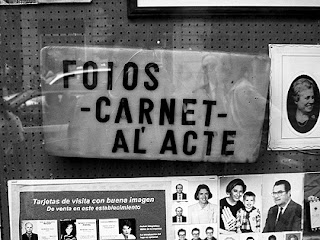 FOTOS
-CARNET-
AL' ACTE
Tarjetas de visita con buena imagen
De venta en este establecimiento